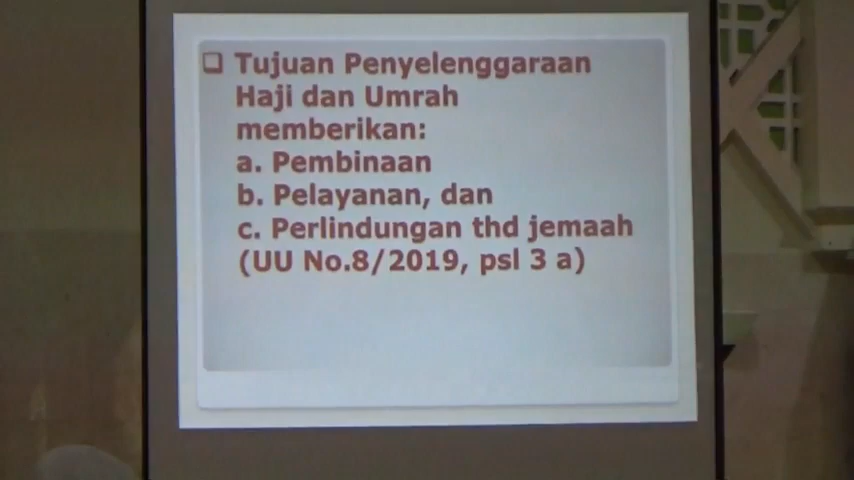 ❑ Tujuan Penyelenggaraan
Haji dan Umrah
memberikan:
a. Pembinaan
b. Pelayanan, dan
c. Perlindungan thd jemaah
(UU No.8/2019, psl 3 a)